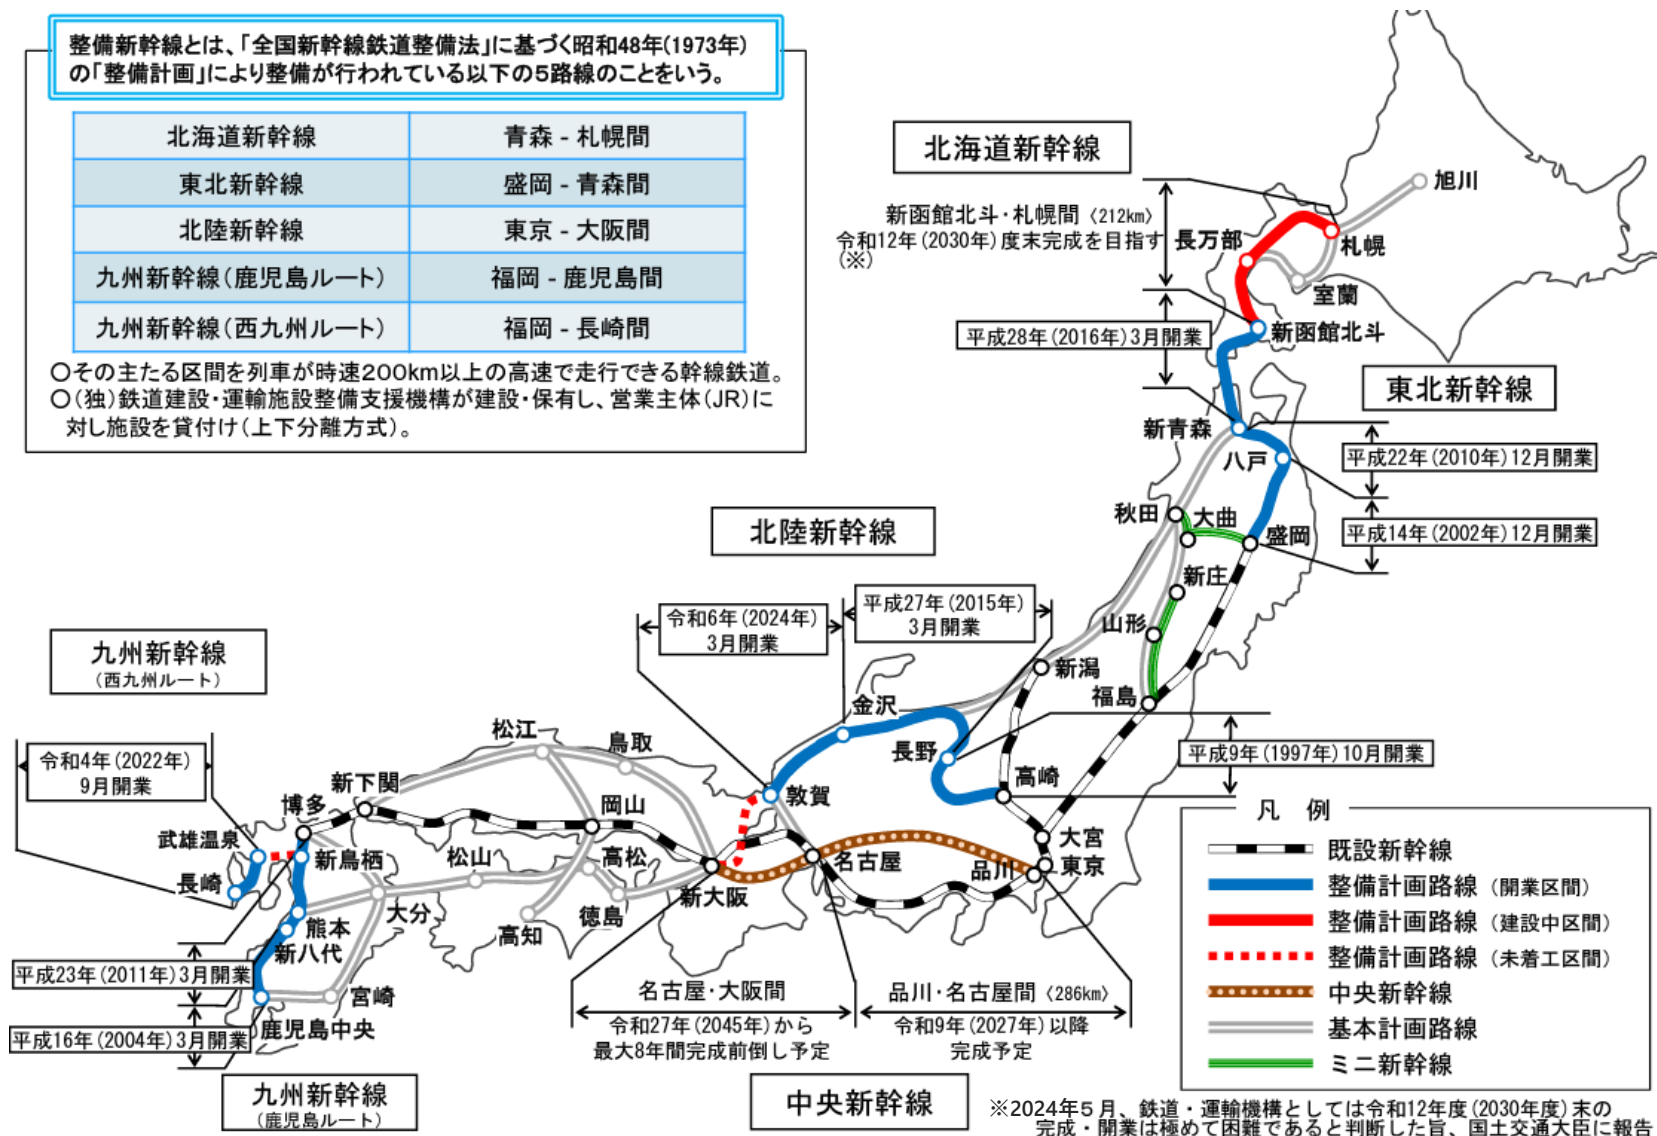 整備新幹線とは、「全国新幹線鉄道整備法」に基づく昭和48年(1973年)
の「整備計画」により整備が行われている以下の5路線のことをいう。
北海道新幹線 青森 - 札幌間
東北新幹線 盛岡 - 青森間
北陸新幹線 東京 - 大阪間
九州新幹線(鹿児島ルート) 福岡 - 鹿児島間
九州新幹線(西九州ルート) 福岡 - 長崎間
○その主たる区間を列車が時速200km以上の高速で走行できる幹線鉄道。
○(独)鉄道建設・運輸施設整備支援機構が建設・保有し、営業主体(JR)に
対し施設を貸付け(上下分離方式)。
北海道新幹線
新函館北斗・札幌間〈212km〉
令和12年(2030年)度末完成を目指す
(※)
旭川
長万部
札幌
室蘭
平成28年(2016年)3月開業
新函館北斗
東北新幹線
新青森
平成22年(2010年)12月開業
八戸
秋田
大曲
盛岡
平成14年(2002年)12月開業
北陸新幹線
新庄
令和6年(2024年)
3月開業
平成27年(2015年)
3月開業
山形
新潟
福島
金沢
長野
平成9年(1997年)10月開業
高崎
敦賀
大宮
東京
品川
名古屋
新大阪
九州新幹線
(西九州ルート)
令和4年(2022年)
9月開業
松江
鳥取
新下関
博多
岡山
武雄温泉
新鳥栖
松山
高松
長崎
大分
徳島
高知
熊本
新八代
平成23年(2011年)3月開業
宮崎
鹿児島中央
平成16年(2004年)3月開業
九州新幹線
(鹿児島ルート)
名古屋・大阪間
令和27年(2045年)から
最大8年間完成前倒し予定
品川・名古屋間〈286km〉
令和9年(2027年)以降
完成予定
中央新幹線
凡 例
既設新幹線
整備計画路線(開業区間)
整備計画路線(建設中区間)
整備計画路線(未着工区間)
中央新幹線
基本計画路線
ミニ新幹線
※2024年5月、鉄道・運輸機構としては令和12年度(2030年度)末の
完成・開業は極めて困難であると判断した旨、国土交通大臣に報告